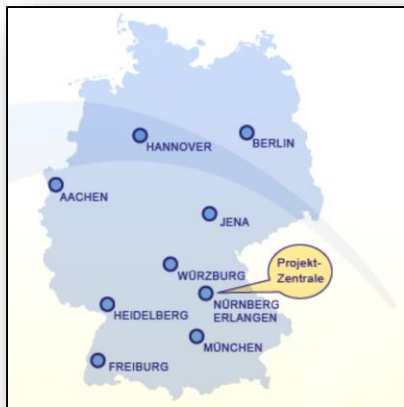 HANNOVER
BERLIN
AACHEN
JENA
Projekt-
Zentrale
WÜRZBURG
NÜRNBERG
ERLANGEN
HEIDELBERG
MÜNCHEN
FREIBURG